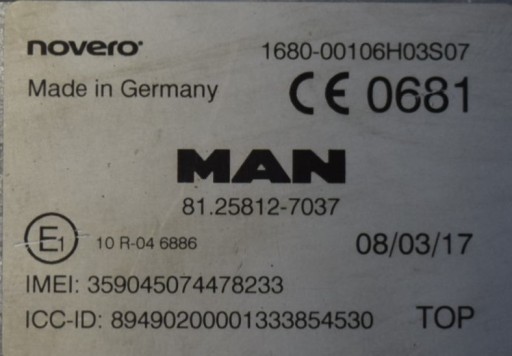 novero
1680-00106H03S07
Made in Germany
CE 0681
MAN
81.25812-7037
E1 10 R-04 6886
08/03/17
IMEI: 359045074478233
ICC-ID: 89490200001333854530
TOP